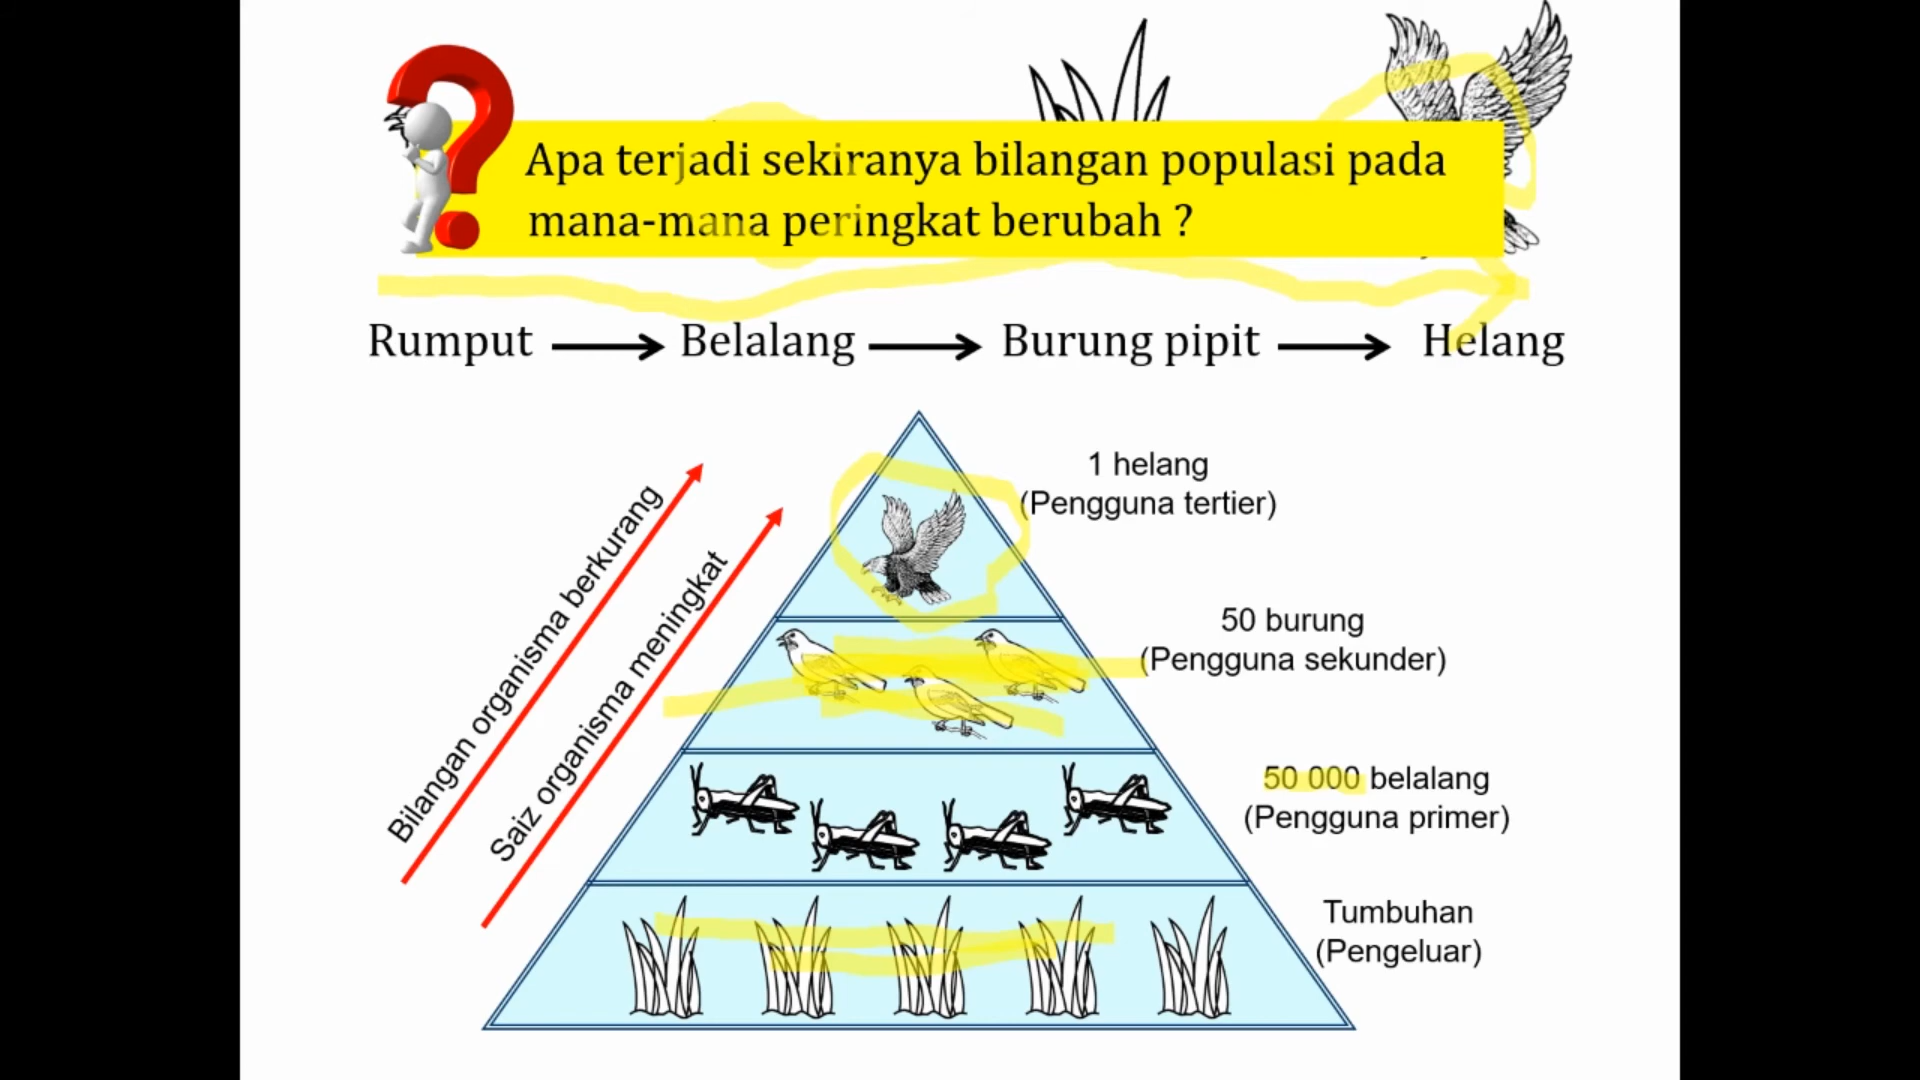 Apa terjadi sekiranya bilangan populasi pada
mana-mana peringkat berubah ?
Rumput → Belalang → Burung pipit → Helang
1 helang
(Pengguna tertier)
Bilangan organisma berkurang
Saiz organisma meningkat
50 burung
(Pengguna sekunder)
50 000 belalang
(Pengguna primer)
Tumbuhan
(Pengeluar)